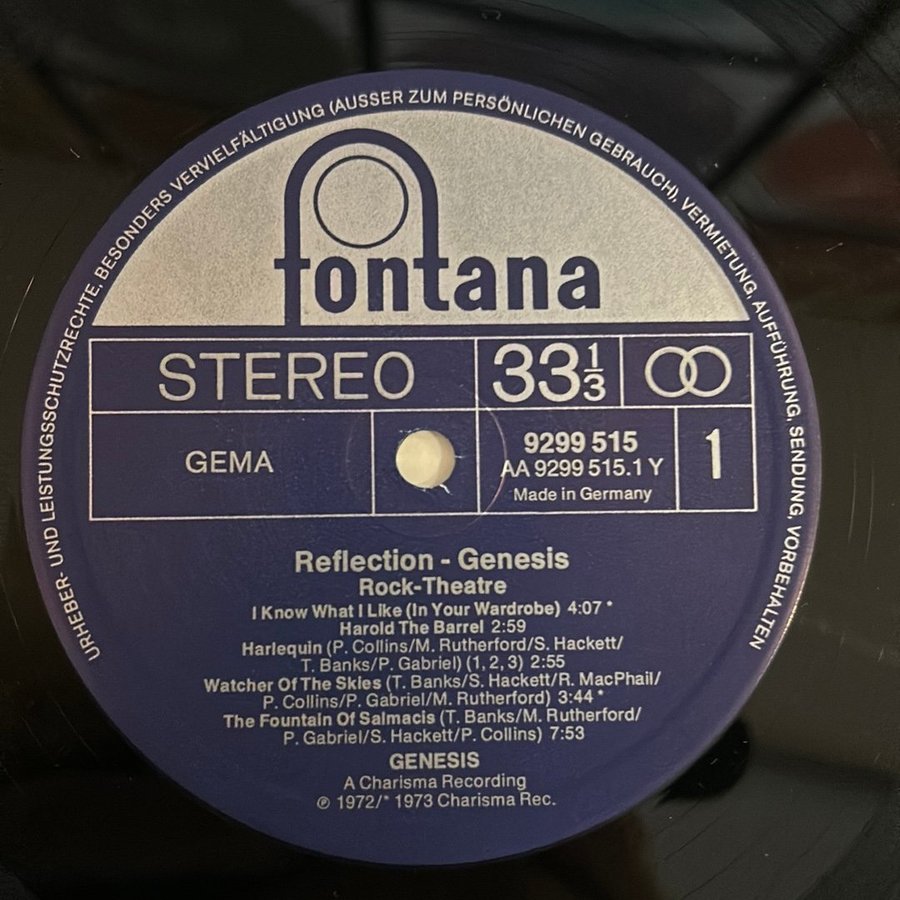 URHEBER- UND LEISTUNGSSCHUTZRECHTE, BESONDERS VERVIELFÄLTIGUNG (AUSSER ZUM PERSÖNLICHEN GEBRAUCH), VERMIETUNG, AUFFÜHRUNG, SENDUNG, VORBEHALTEN
fontana
STEREO 33 1/3
GEMA
9299 515
AA 9299 515.1 Y
Made in Germany
1
Reflection - Genesis
Rock-Theatre
I Know What I Like (In Your Wardrobe) 4:07 *
Harold The Barrel 2:59
Harlequin (P. Collins/M. Rutherford/S. Hackett/
T. Banks/P. Gabriel) (1, 2, 3) 2:55
Watcher Of The Skies (T. Banks/S. Hackett/R. MacPhail/
P. Collins/P. Gabriel/M. Rutherford) 3:44 *
The Fountain Of Salmacis (T. Banks/M. Rutherford/
P. Gabriel/S. Hackett/P. Collins) 7:53
GENESIS
A Charisma Recording
℗ 1972/* 1973 Charisma Rec.